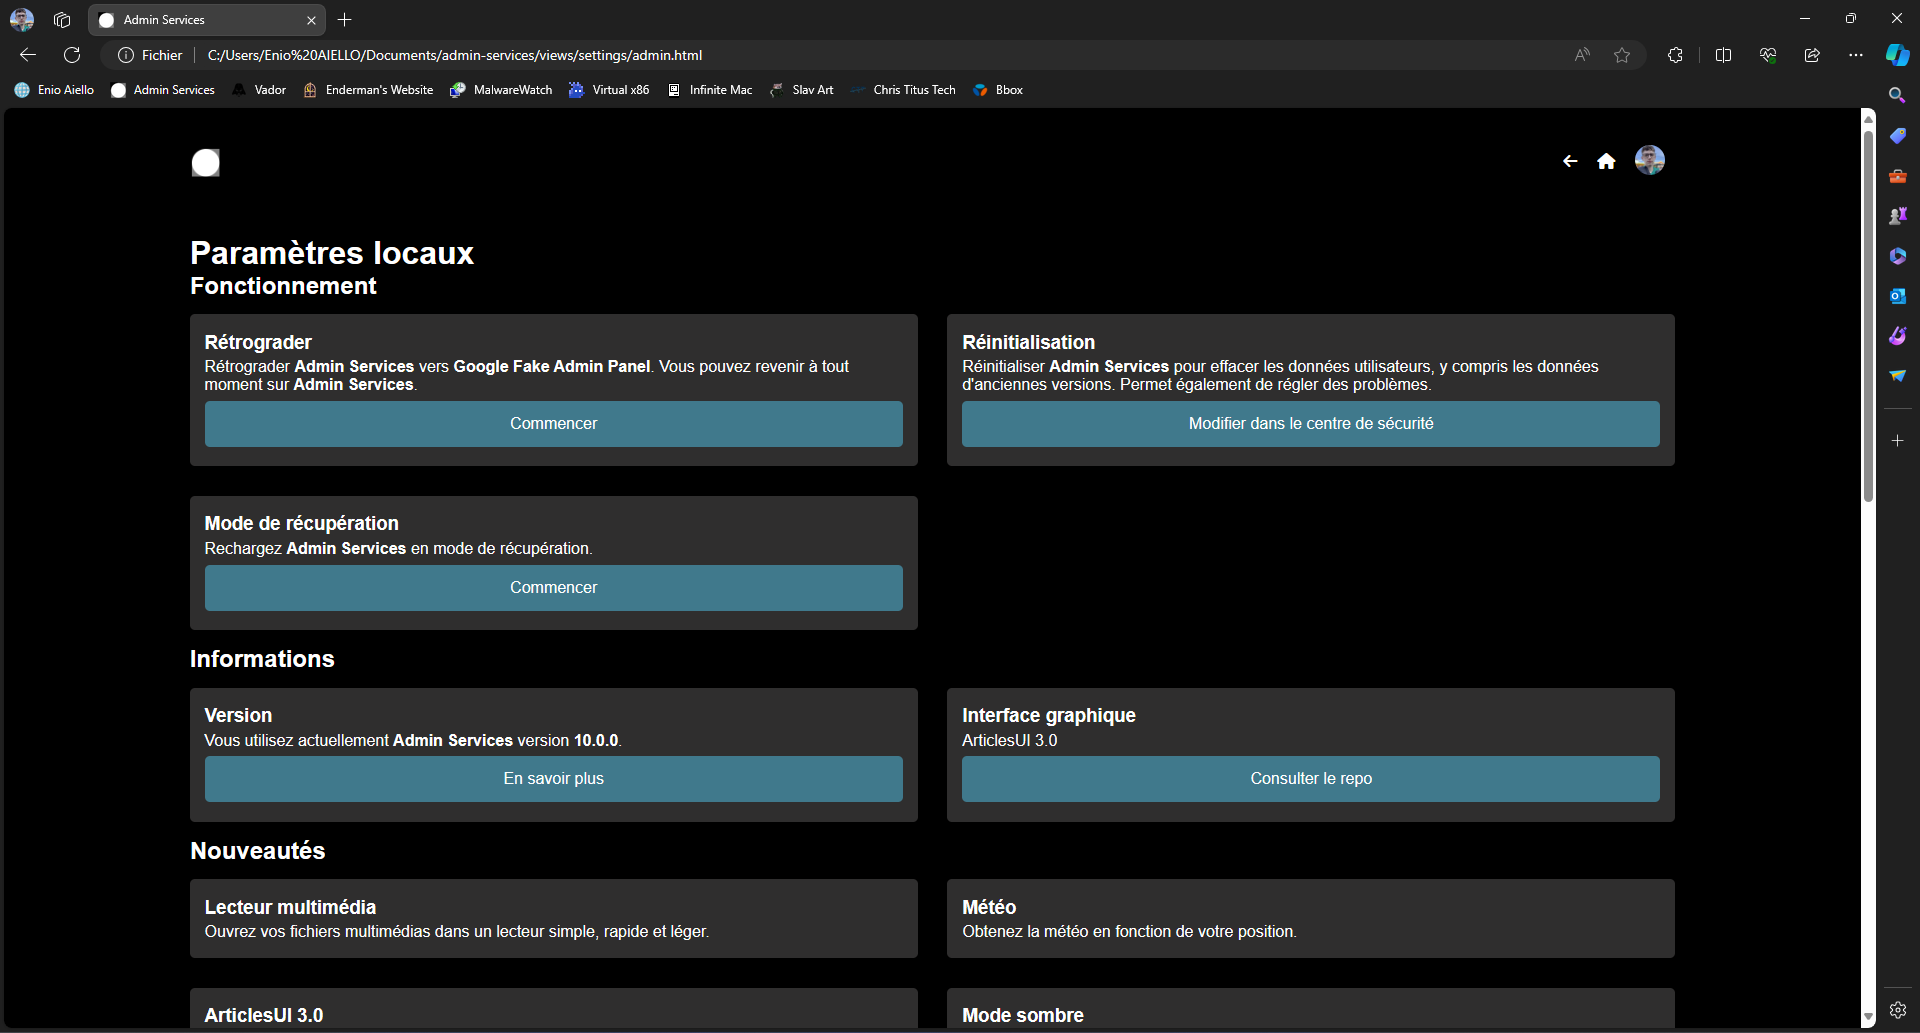 Admin Services
Fichier
C:/Users/Enio%20AIELLO/Documents/admin-services/views/settings/admin.html
Enio Aiello
Admin Services
Vador
Enderman's Website
MalwareWatch
Virtual x86
Infinite Mac
Slav Art
Chris Titus Tech
Bbox
Paramètres locaux
Fonctionnement
Rétrograder
Rétrograder Admin Services vers Google Fake Admin Panel. Vous pouvez revenir à tout
moment sur Admin Services.
Commencer
Réinitialisation
Réinitialiser Admin Services pour effacer les données utilisateurs, y compris les données
d'anciennes versions. Permet également de régler des problèmes.
Modifier dans le centre de sécurité
Mode de récupération
Rechargez Admin Services en mode de récupération.
Commencer
Informations
Version
Vous utilisez actuellement Admin Services version 10.0.0.
En savoir plus
Interface graphique
ArticlesUI 3.0
Consulter le repo
Nouveautés
Lecteur multimédia
Ouvrez vos fichiers multimédias dans un lecteur simple, rapide et léger.
Météo
Obtenez la météo en fonction de votre position.
ArticlesUI 3.0
Mode sombre